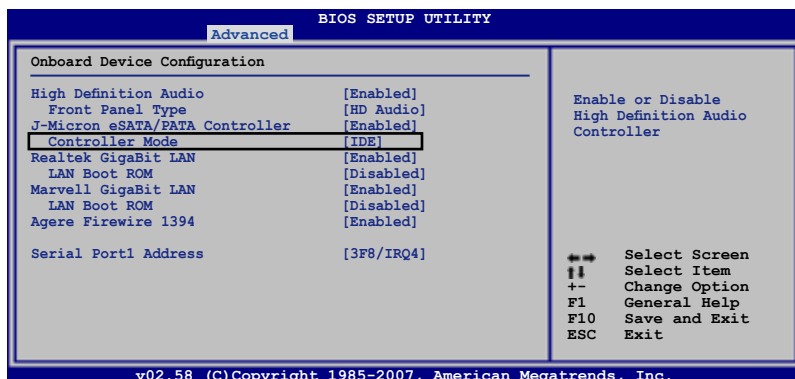 BIOS SETUP UTILITY
Advanced
Onboard Device Configuration
High Definition Audio [Enabled]
Front Panel Type [HD Audio]
J-Micron eSATA/PATA Controller [Enabled]
Controller Mode [IDE]
Realtek GigaBit LAN [Enabled]
LAN Boot ROM [Disabled]
Marvell GigaBit LAN [Enabled]
LAN Boot ROM [Disabled]
Agere Firewire 1394 [Enabled]
Serial Port1 Address [3F8/IRQ4]
Enable or Disable
High Definition Audio
Controller
Select Screen
Select Item
+- Change Option
F1 General Help
F10 Save and Exit
ESC Exit
v02.58 (C)Copyright 1985-2007, American Megatrends, Inc.